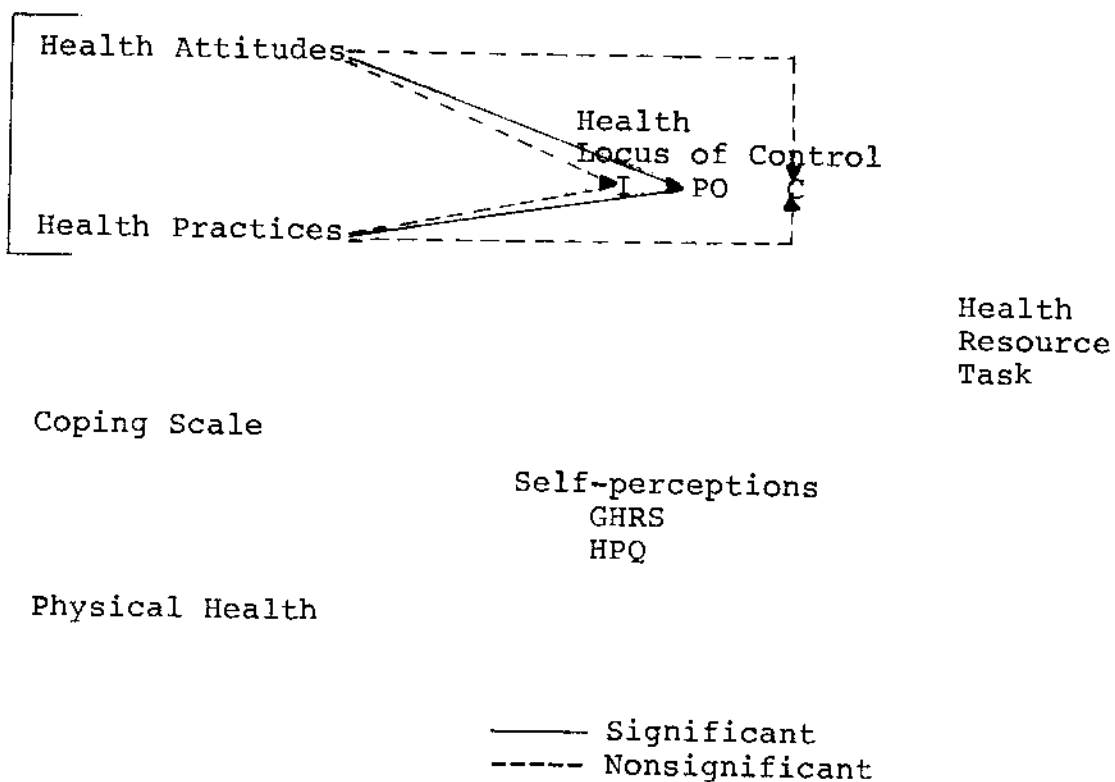 Health Attitudes
Health
Locus of Control
I PO C
Health Practices
Health
Resource
Task
Coping Scale
Self-perceptions
GHRS
HPQ
Physical Health
Significant
Nonsignificant